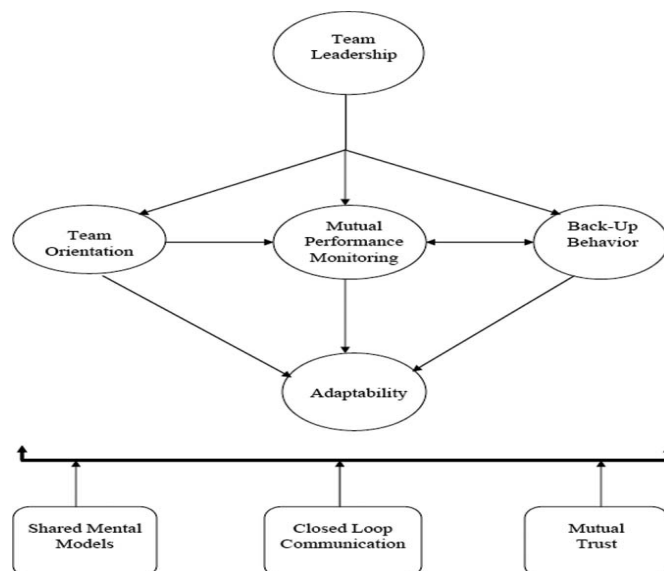 Team
Leadership
Team
Orientation
Mutual
Performance
Monitoring
Back-Up
Behavior
Adaptability
Shared Mental
Models
Closed Loop
Communication
Mutual
Trust